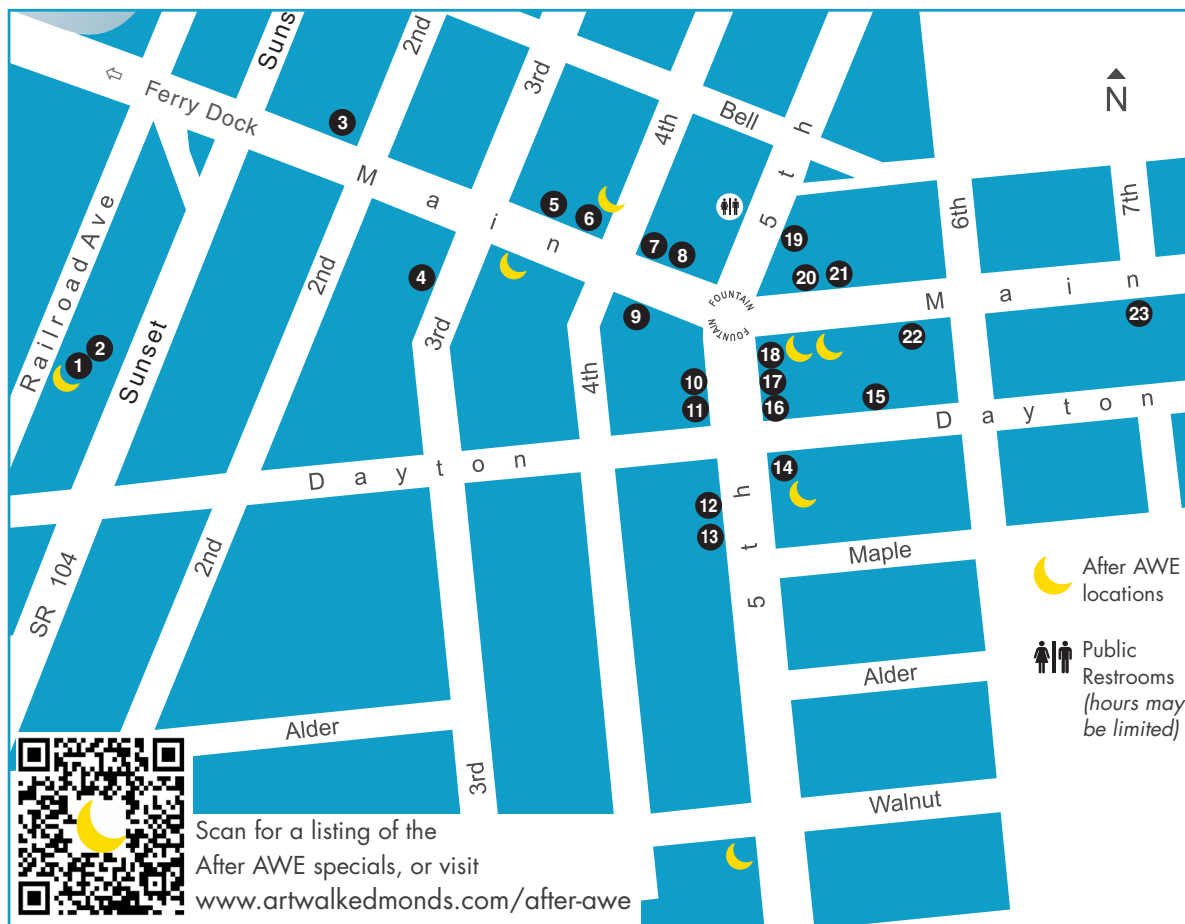 Suns
2nd
3rd
⇦ Ferry Dock
4th
Bell
5th
N
3
Main
Railroad Ave
5
6
7
8
19
20
21
6th
7th
4
2nd
FOUNTAIN
FOUNTAIN
Main
9
22
23
3rd
1
2
Sunset
4th
10
11
18
17
16
15
Dayton
Dayton
14
12
13
5th
Maple
SR 104
2nd
After AWE
locations
Public
Restrooms
(hours may
be limited)
Alder
Alder
3rd
Walnut
Scan for a listing of the
After AWE specials, or visit
www.artwalkedmonds.com/after-awe